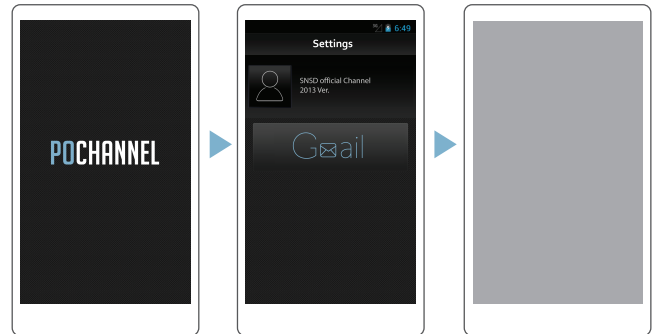 POCHANNEL
6:49
Settings
SNSD official Channel
2013 Ver.
Gmail